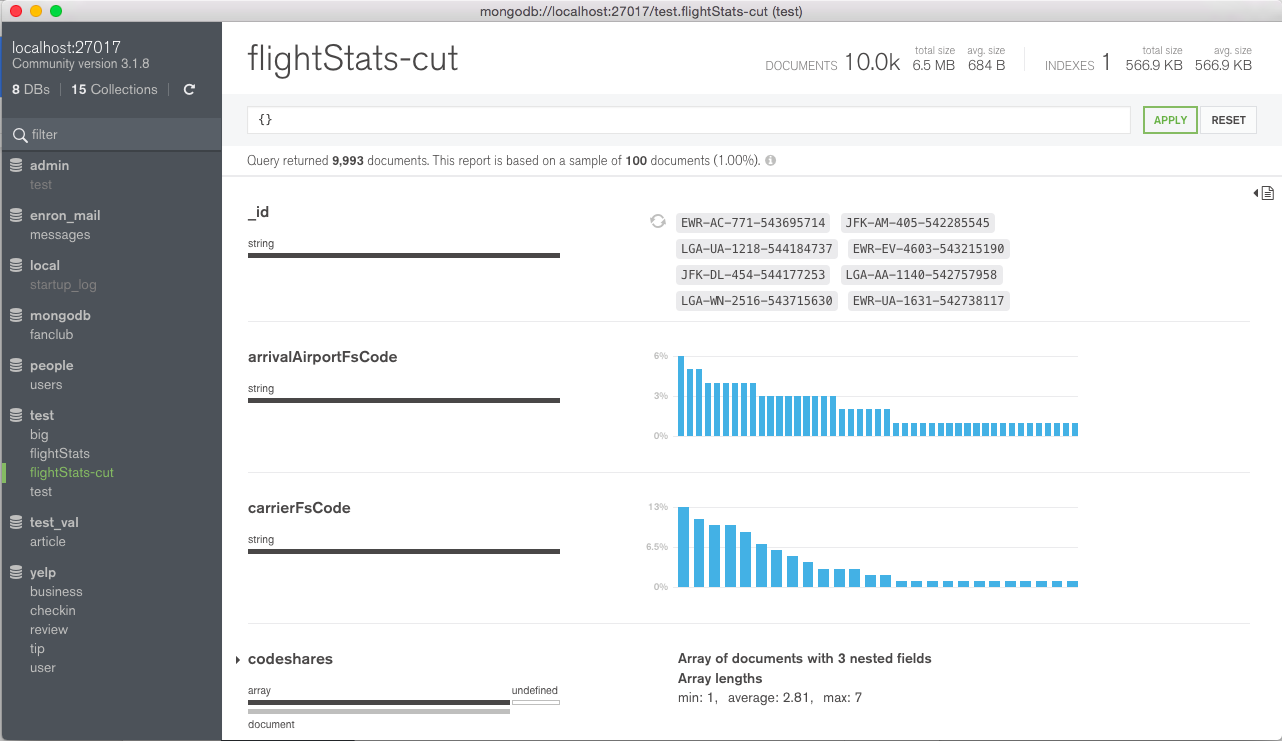 mongodb://localhost:27017/test.flightStats-cut (test)
localhost:27017
Community version 3.1.8
8 DBs 15 Collections
filter
admin
test
enron_mail
messages
local
startup_log
mongodb
fanclub
people
users
test
big
flightStats
flightStats-cut
test
test_val
article
yelp
business
checkin
review
tip
user
flightStats-cut
DOCUMENTS 10.0k total size 6.5 MB avg. size 684 B
INDEXES 1 total size 566.9 KB avg. size 566.9 KB
{}
APPLY RESET
Query returned 9,993 documents. This report is based on a sample of 100 documents (1.00%).
_id
string
EWR-AC-771-543695714 JFK-AM-405-542285545
LGA-UA-1218-544184737 EWR-EV-4603-543215190
JFK-DL-454-544177253 LGA-AA-1140-542757958
LGA-WN-2516-543715630 EWR-UA-1631-542738117
arrivalAirportFsCode
string
6%
3%
0%
carrierFsCode
string
13%
6.5%
0%
codeshares
array undefined
document
Array of documents with 3 nested fields
Array lengths
min: 1, average: 2.81, max: 7